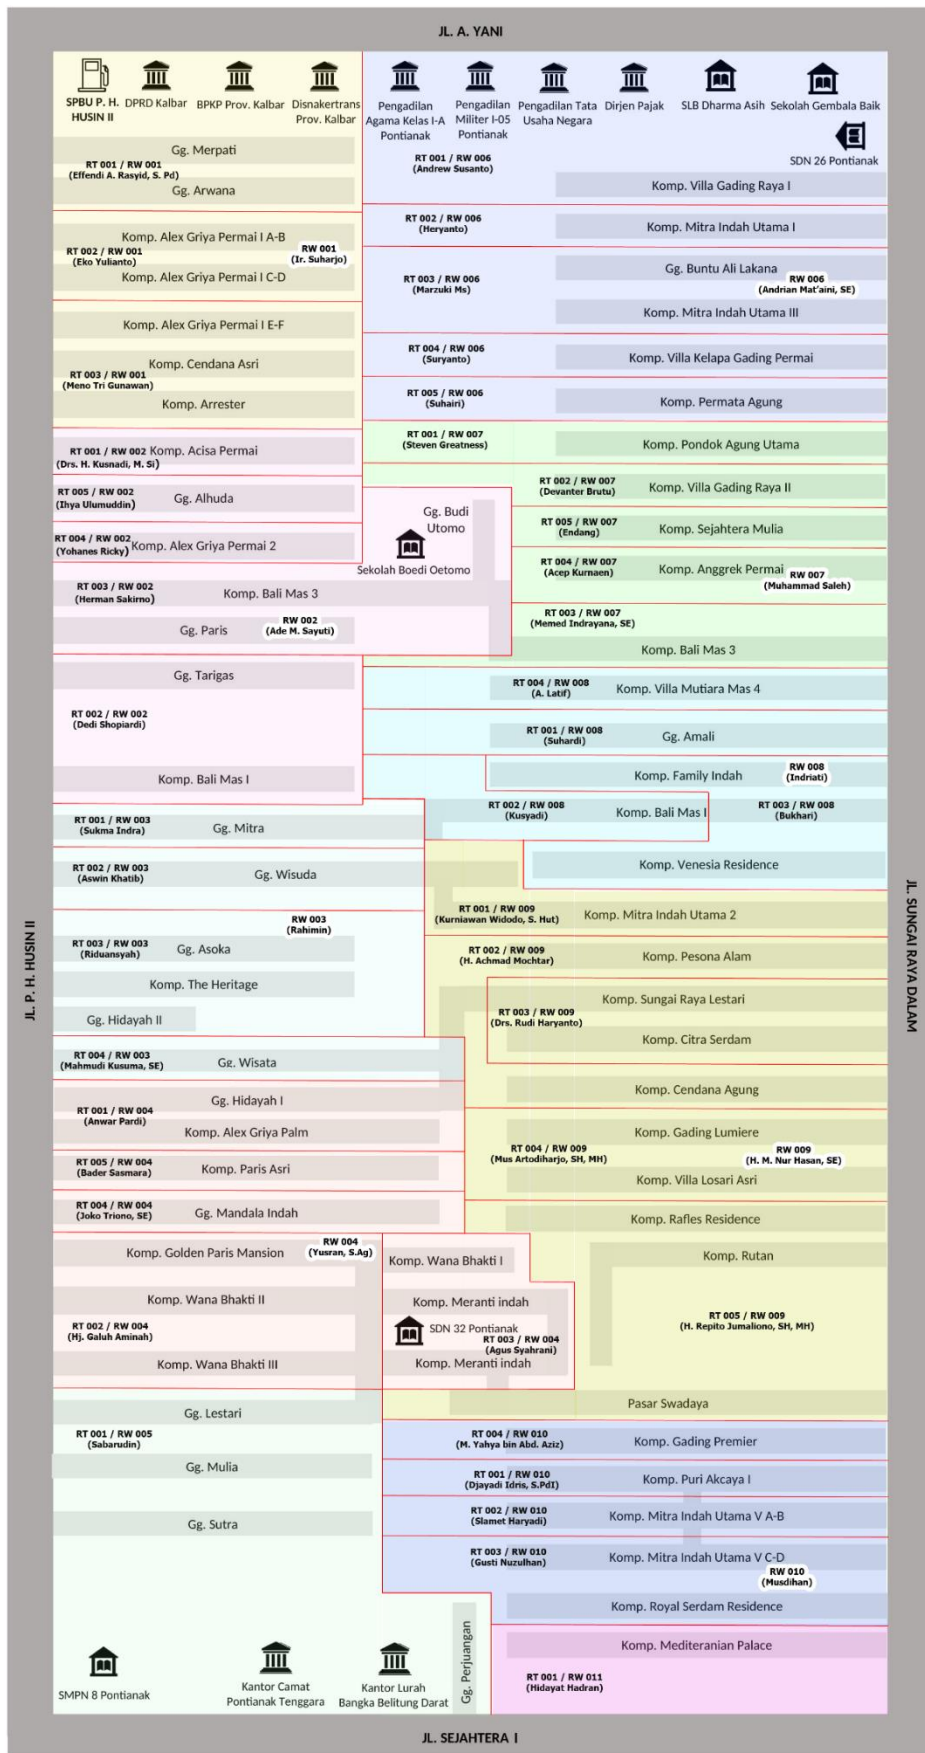 JL. A. YANI
SPBU P. H.
HUSIN II
DPRD Kalbar
BPKP Prov. Kalbar
Disnakertrans
Prov. Kalbar
Pengadilan
Agama Kelas I-A
Pontianak
Pengadilan
Militer I-05
Pontianak
Pengadilan Tata
Usaha Negara
Dirjen Pajak
SLB Dharma Asih
Sekolah Gembala Baik
SDN 26 Pontianak
Gg. Merpati
RT 001 / RW 001
(Effendi A. Rasyid, S. Pd)
Gg. Arwana
Komp. Alex Griya Permai I A-B
RT 002 / RW 001
(Eko Yulianto)
RW 001
(Ir. Suharjo)
Komp. Alex Griya Permai I C-D
Komp. Alex Griya Permai I E-F
Komp. Cendana Asri
RT 003 / RW 001
(Meno Tri Gunawan)
Komp. Arrester
RT 001 / RW 006
(Andrew Susanto)
Komp. Villa Gading Raya I
RT 002 / RW 006
(Heryanto)
Komp. Mitra Indah Utama I
Gg. Buntu Ali Lakana
RT 003 / RW 006
(Marzuki Ms)
RW 006
(Andrian Mat'aini, SE)
Komp. Mitra Indah Utama III
RT 004 / RW 006
(Suryanto)
Komp. Villa Kelapa Gading Permai
RT 005 / RW 006
(Suhairi)
Komp. Permata Agung
RT 001 / RW 002
(Drs. H. Kusnadi, M. Si)
Komp. Acisa Permai
RT 005 / RW 002
(Ihya Ulumuddin)
Gg. Alhuda
RT 004 / RW 002
(Yohanes Ricky)
Komp. Alex Griya Permai 2
Gg. Budi
Utomo
Sekolah Boedi Oetomo
RT 003 / RW 002
(Herman Sakirno)
Komp. Bali Mas 3
Gg. Paris
RW 002
(Ade M. Sayuti)
Gg. Tarigas
RT 002 / RW 002
(Dedi Shopiardi)
Komp. Bali Mas I
RT 001 / RW 007
(Steven Greatness)
Komp. Pondok Agung Utama
RT 002 / RW 007
(Devanter Brutu)
Komp. Villa Gading Raya II
RT 005 / RW 007
(Endang)
Komp. Sejahtera Mulia
RT 004 / RW 007
(Acep Kurnaen)
Komp. Anggrek Permai
RW 007
(Muhammad Saleh)
RT 003 / RW 007
(Memed Indrayana, SE)
Komp. Bali Mas 3
RT 004 / RW 008
(A. Latif)
Komp. Villa Mutiara Mas 4
RT 001 / RW 008
(Suhardi)
Gg. Amali
Komp. Family Indah
RW 008
(Indriati)
RT 002 / RW 008
(Kusyadi)
Komp. Bali Mas I
RT 003 / RW 008
(Bukhari)
Komp. Venesia Residence
RT 001 / RW 003
(Sukma Indra)
Gg. Mitra
RT 002 / RW 003
(Aswin Khatib)
Gg. Wisuda
RW 003
(Rahimin)
RT 003 / RW 003
(Riduansyah)
Gg. Asoka
Komp. The Heritage
Gg. Hidayah II
RT 004 / RW 003
(Mahmudi Kusuma, SE)
Gg. Wisata
RT 001 / RW 009
(Kurniawan Widodo, S. Hut)
Komp. Mitra Indah Utama 2
RT 002 / RW 009
(H. Achmad Mochtar)
Komp. Pesona Alam
Komp. Sungai Raya Lestari
RT 003 / RW 009
(Drs. Rudi Haryanto)
Komp. Citra Serdam
Komp. Cendana Agung
Komp. Gading Lumiere
RT 004 / RW 009
(Mus Artodiharjo, SH, MH)
RW 009
(H. M. Nur Hasan, SE)
Komp. Villa Losari Asri
Komp. Rafles Residence
Komp. Rutan
RT 005 / RW 009
(H. Repito Jumaliono, SH, MH)
Pasar Swadaya
JL. P. H. HUSIN II
JL. SUNGAI RAYA DALAM
Gg. Hidayah I
RT 001 / RW 004
(Anwar Pardi)
Komp. Alex Griya Palm
RT 005 / RW 004
(Bader Sasmara)
Komp. Paris Asri
RT 004 / RW 004
(Joko Triono, SE)
Gg. Mandala Indah
Komp. Golden Paris Mansion
RW 004
(Yusran, S.Ag)
Komp. Wana Bhakti I
Komp. Wana Bhakti II
Komp. Meranti indah
RT 002 / RW 004
(Hj. Galuh Aminah)
SDN 32 Pontianak
RT 003 / RW 004
(Agus Syahrani)
Komp. Wana Bhakti III
Komp. Meranti indah
Gg. Lestari
RT 001 / RW 005
(Sabarudin)
Gg. Mulia
Gg. Sutra
RT 004 / RW 010
(M. Yahya bin Abd. Aziz)
Komp. Gading Premier
RT 001 / RW 010
(Djayadi Idris, S.PdI)
Komp. Puri Akcaya I
RT 002 / RW 010
(Slamet Haryadi)
Komp. Mitra Indah Utama V A-B
RT 003 / RW 010
(Gusti Nuzulhan)
Komp. Mitra Indah Utama V C-D
RW 010
(Musdihan)
Komp. Royal Serdam Residence
Komp. Mediteranian Palace
RT 001 / RW 011
(Hidayat Hadran)
Gg. Perjuangan
SMPN 8 Pontianak
Kantor Camat
Pontianak Tenggara
Kantor Lurah
Bangka Belitung Darat
JL. SEJAHTERA I